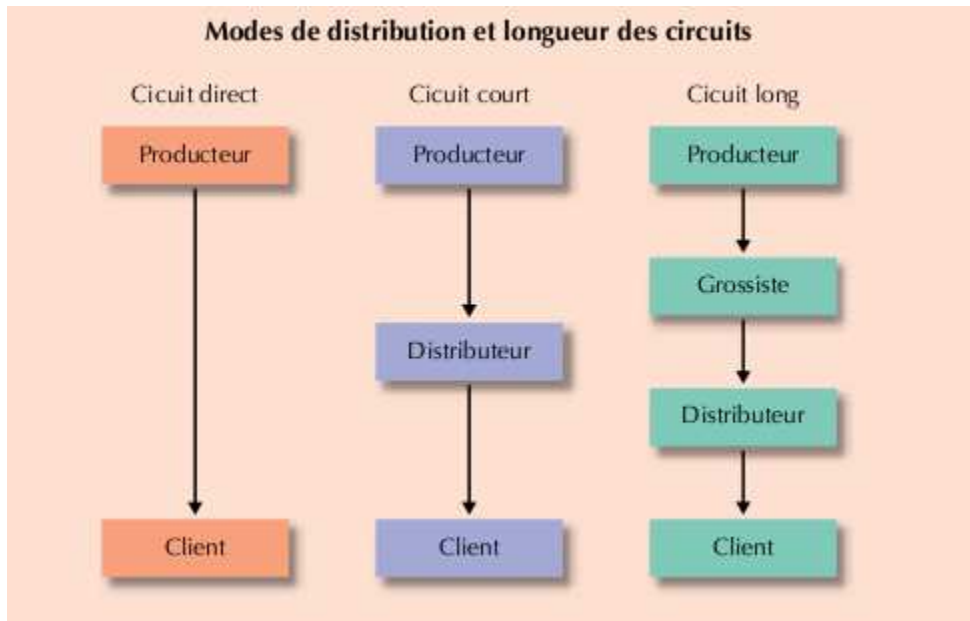 Modes de distribution et longueur des circuits
Cicuit direct
Cicuit court
Cicuit long
Producteur
Producteur
Producteur
Grossiste
Distributeur
Distributeur
Client
Client
Client